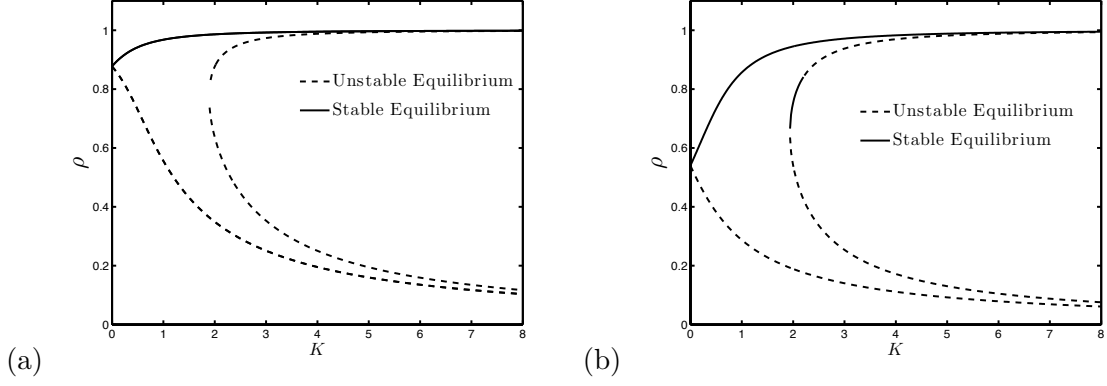 1
0.8
0.6
0.4
0.2
0
ρ
0 1 2 3 4 5 6 7 8
K
Unstable Equilibrium
Stable Equilibrium
(a)
1
0.8
0.6
0.4
0.2
0
ρ
0 1 2 3 4 5 6 7 8
K
Unstable Equilibrium
Stable Equilibrium
(b)